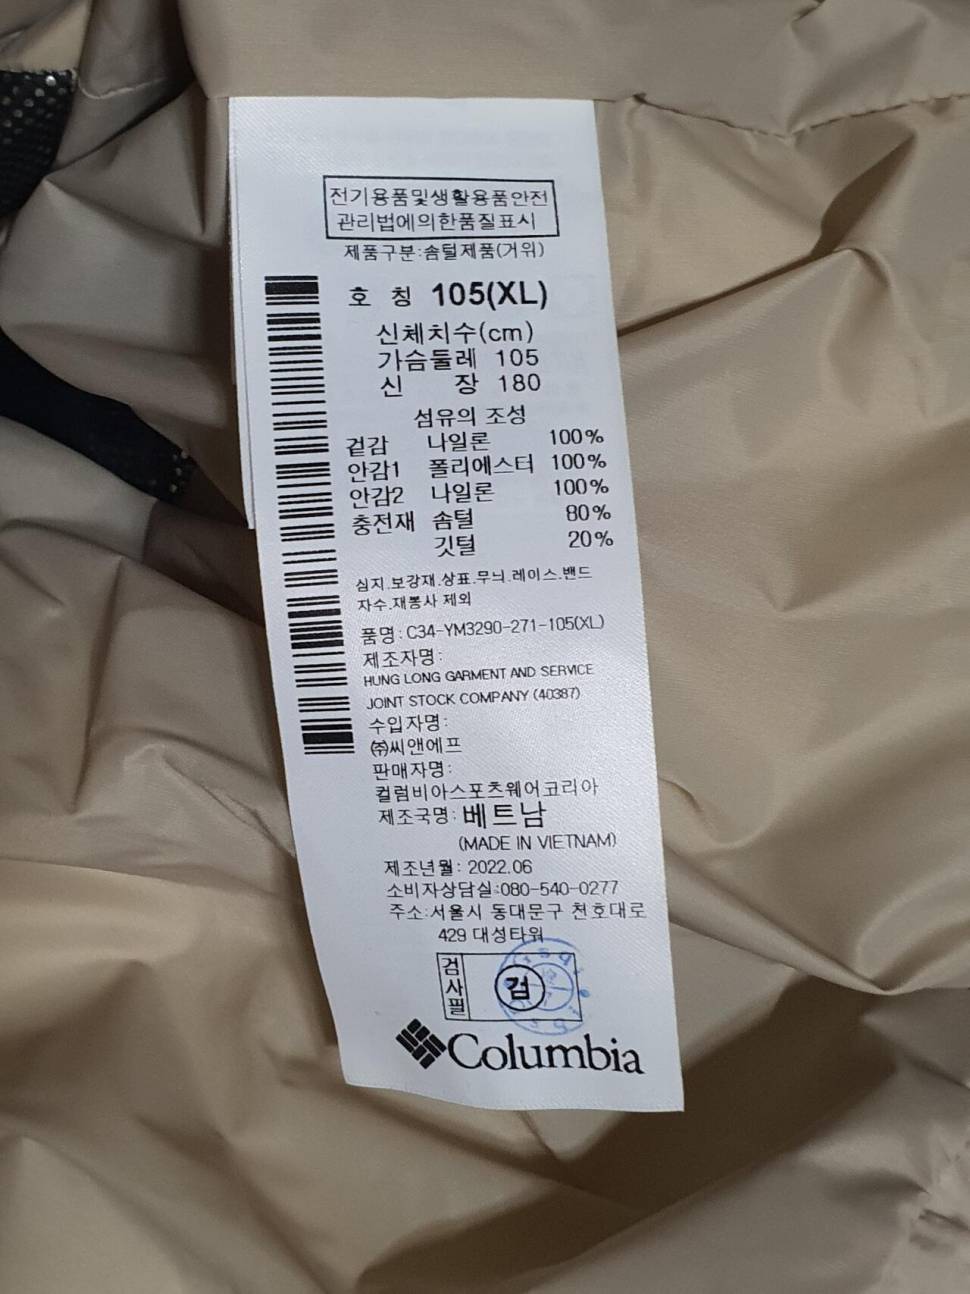 전기용품및생활용품안전
관리법에의한품질표시
제품구분:솜털제품(거위)
호 칭 105(XL)
신체치수(cm)
가슴둘레 105
신 장 180
섬유의 조성
겉감 나일론 100%
안감1 폴리에스터 100%
안감2 나일론 100%
충전재 솜털 80%
깃털 20%
심지.보강재.상표.무늬.레이스.밴드
자수.재봉사 제외
품명:C34-YM3290-271-105(XL)
제조자명:
HUNG LONG GARMENT AND SERVICE
JOINT STOCK COMPANY (40387)
수입자명:
㈜씨앤에프
판매자명:
컬럼비아스포츠웨어코리아
제조국명:베트남
(MADE IN VIETNAM)
제조년월: 2022.06
소비자상담실:080-540-0277
주소:서울시 동대문구 천호대로
429 대성타워
검사필 검
Columbia